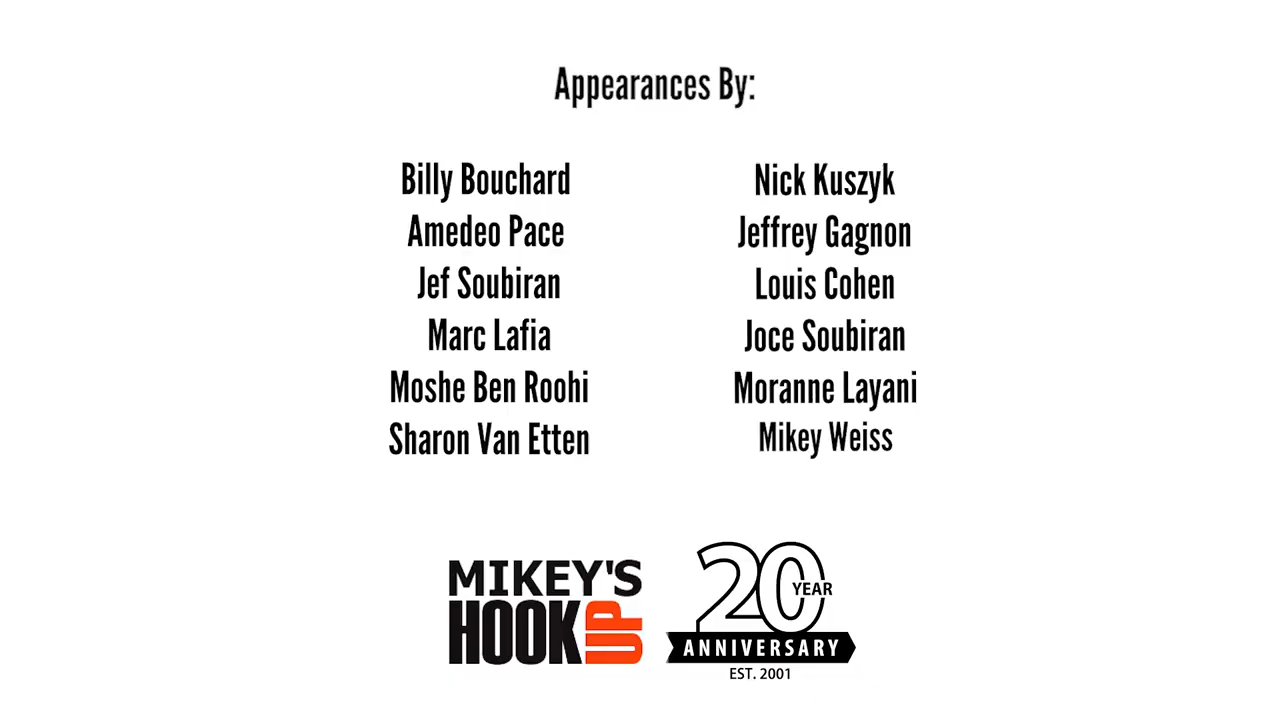 Appearances By:
Billy Bouchard
Amedeo Pace
Jef Soubiran
Marc Lafia
Moshe Ben Roohi
Sharon Van Etten
Nick Kuszyk
Jeffrey Gagnon
Louis Cohen
Joce Soubiran
Moranne Layani
Mikey Weiss
MIKEY'S
HOOK UP
20 YEAR
ANNIVERSARY
EST. 2001